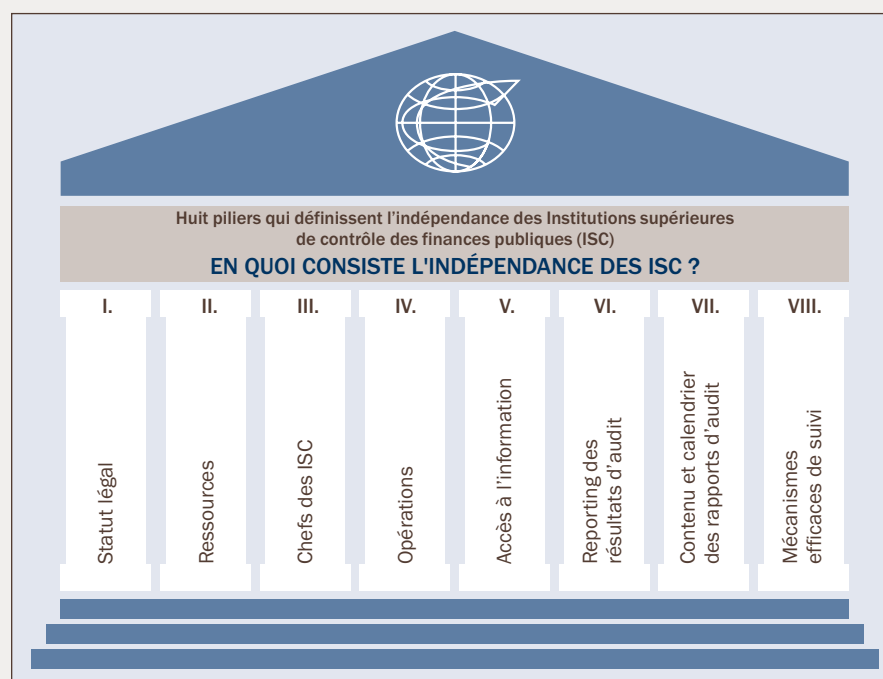 Huit piliers qui définissent l’indépendance des Institutions supérieures
de contrôle des finances publiques (ISC)
EN QUOI CONSISTE L'INDÉPENDANCE DES ISC ?
I.
II.
III.
IV.
V.
VI.
VII.
VIII.
Statut légal
Ressources
Chefs des ISC
Opérations
Accès à l’information
Reporting des
résultats d’audit
Contenu et calendrier
des rapports d’audit
Mécanismes
efficaces de suivi